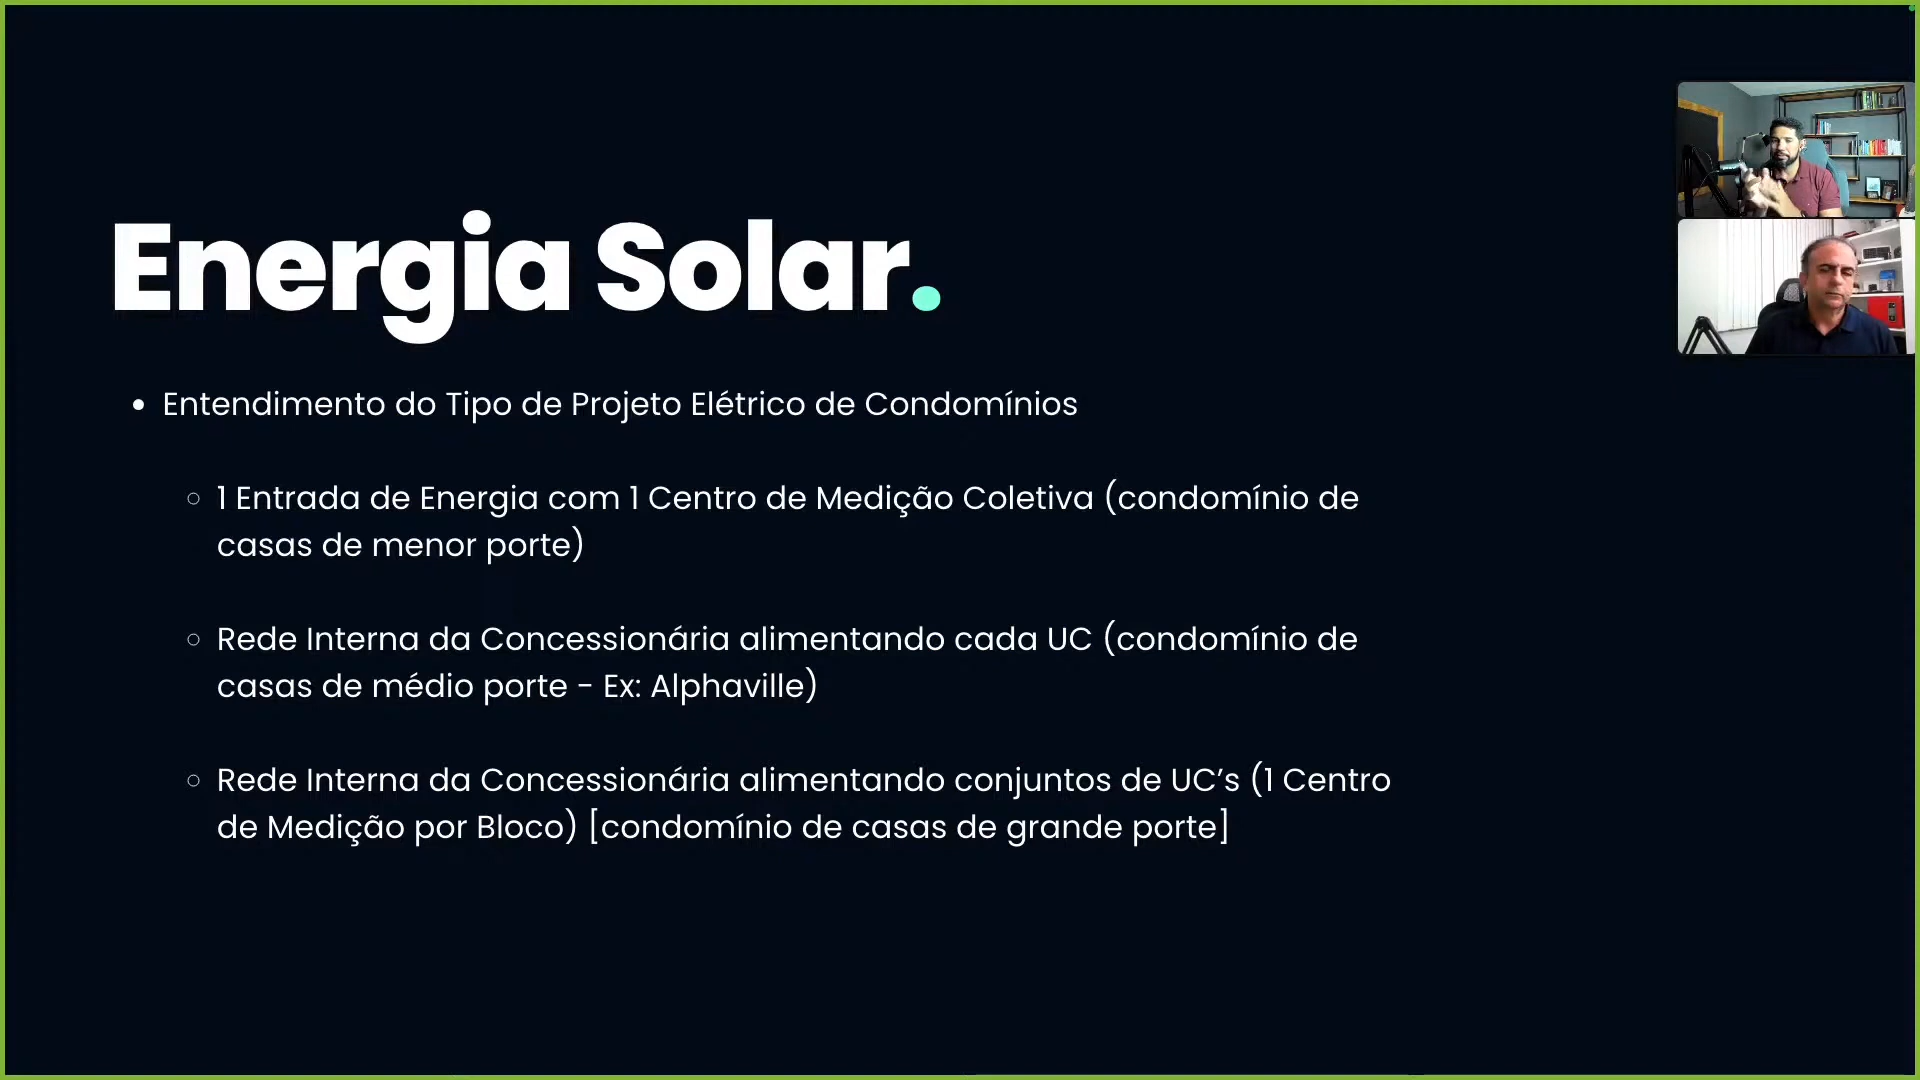 Energia Solar.
Entendimento do Tipo de Projeto Elétrico de Condomínios
1 Entrada de Energia com 1 Centro de Medição Coletiva (condomínio de
casas de menor porte)
Rede Interna da Concessionária alimentando cada UC (condomínio de
casas de médio porte - Ex: Alphaville)
Rede Interna da Concessionária alimentando conjuntos de UC’s (1 Centro
de Medição por Bloco) [condomínio de casas de grande porte]